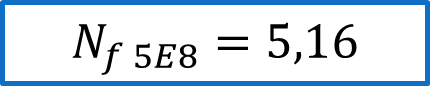 N_f 5E8 = 5,16